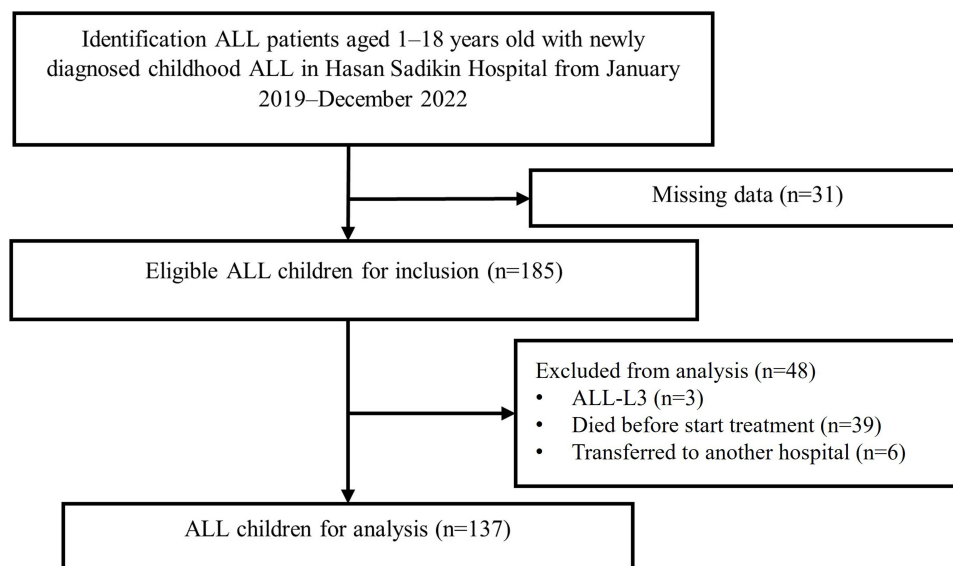 Identification ALL patients aged 1–18 years old with newly
diagnosed childhood ALL in Hasan Sadikin Hospital from January
2019–December 2022
Missing data (n=31)
Eligible ALL children for inclusion (n=185)
Excluded from analysis (n=48)
• ALL-L3 (n=3)
• Died before start treatment (n=39)
• Transferred to another hospital (n=6)
ALL children for analysis (n=137)